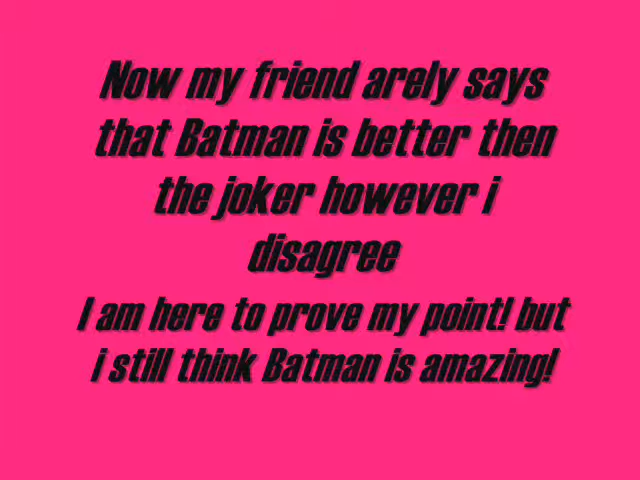 Now my friend arely says
that Batman is better then
the joker however i
disagree
I am here to prove my point! but
i still think Batman is amazing!